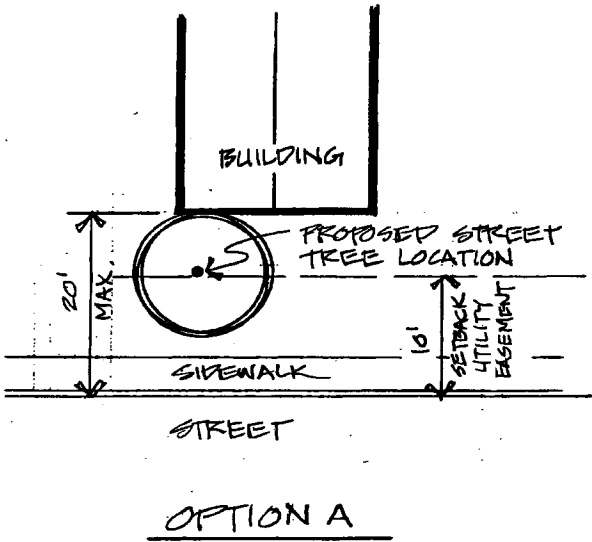 BUILDING
PROPOSED STREET
TREE LOCATION
20'
MAX.
10'
SETBACK
UTILITY
EASEMENT
SIDEWALK
STREET
OPTION A